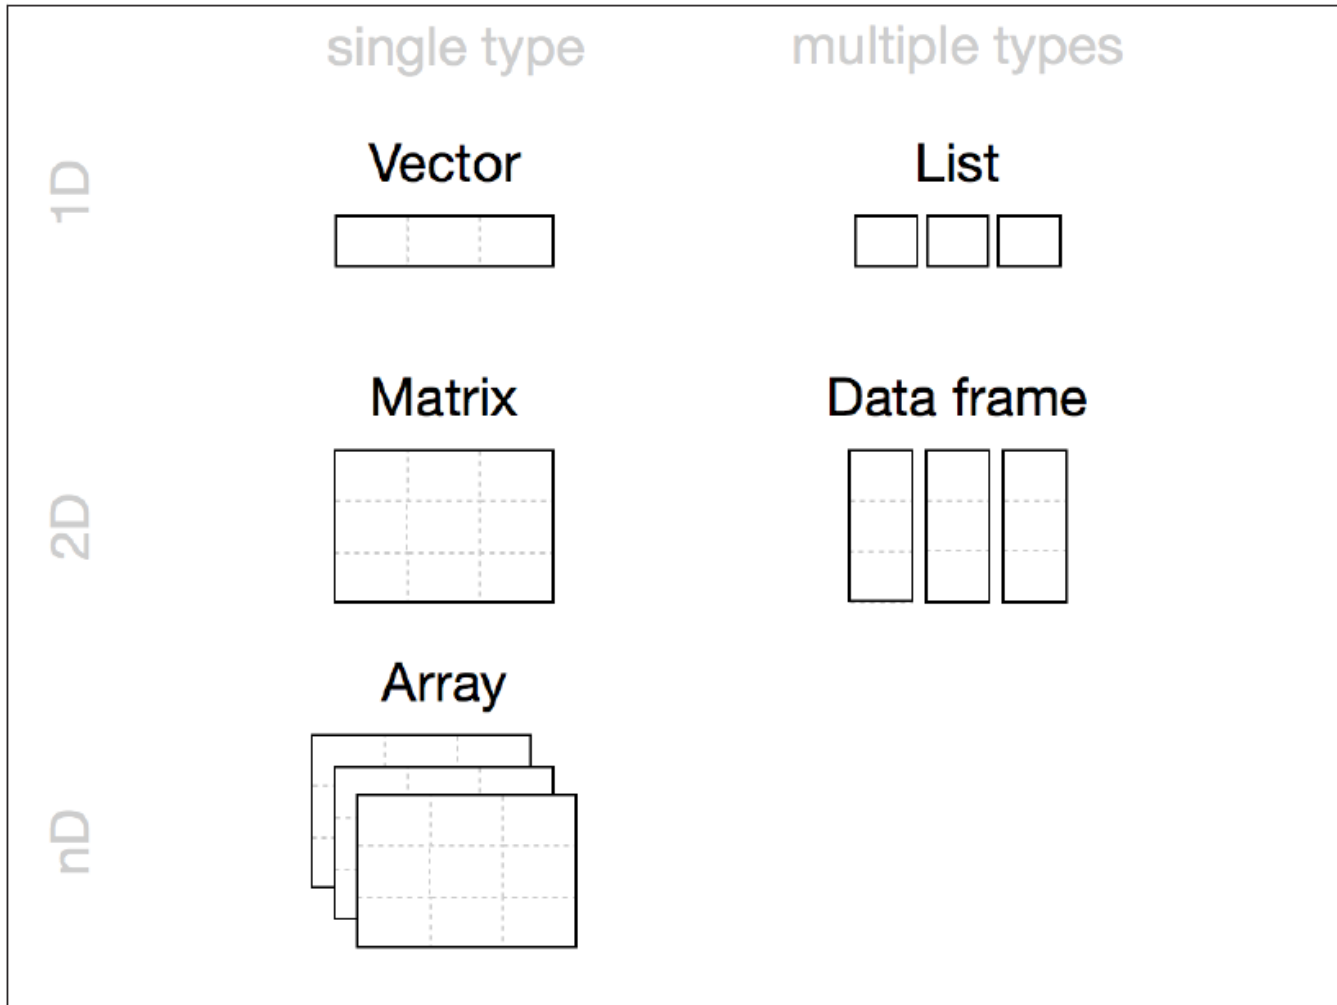 single type
multiple types
1D
Vector
List
2D
Matrix
Data frame
nD
Array